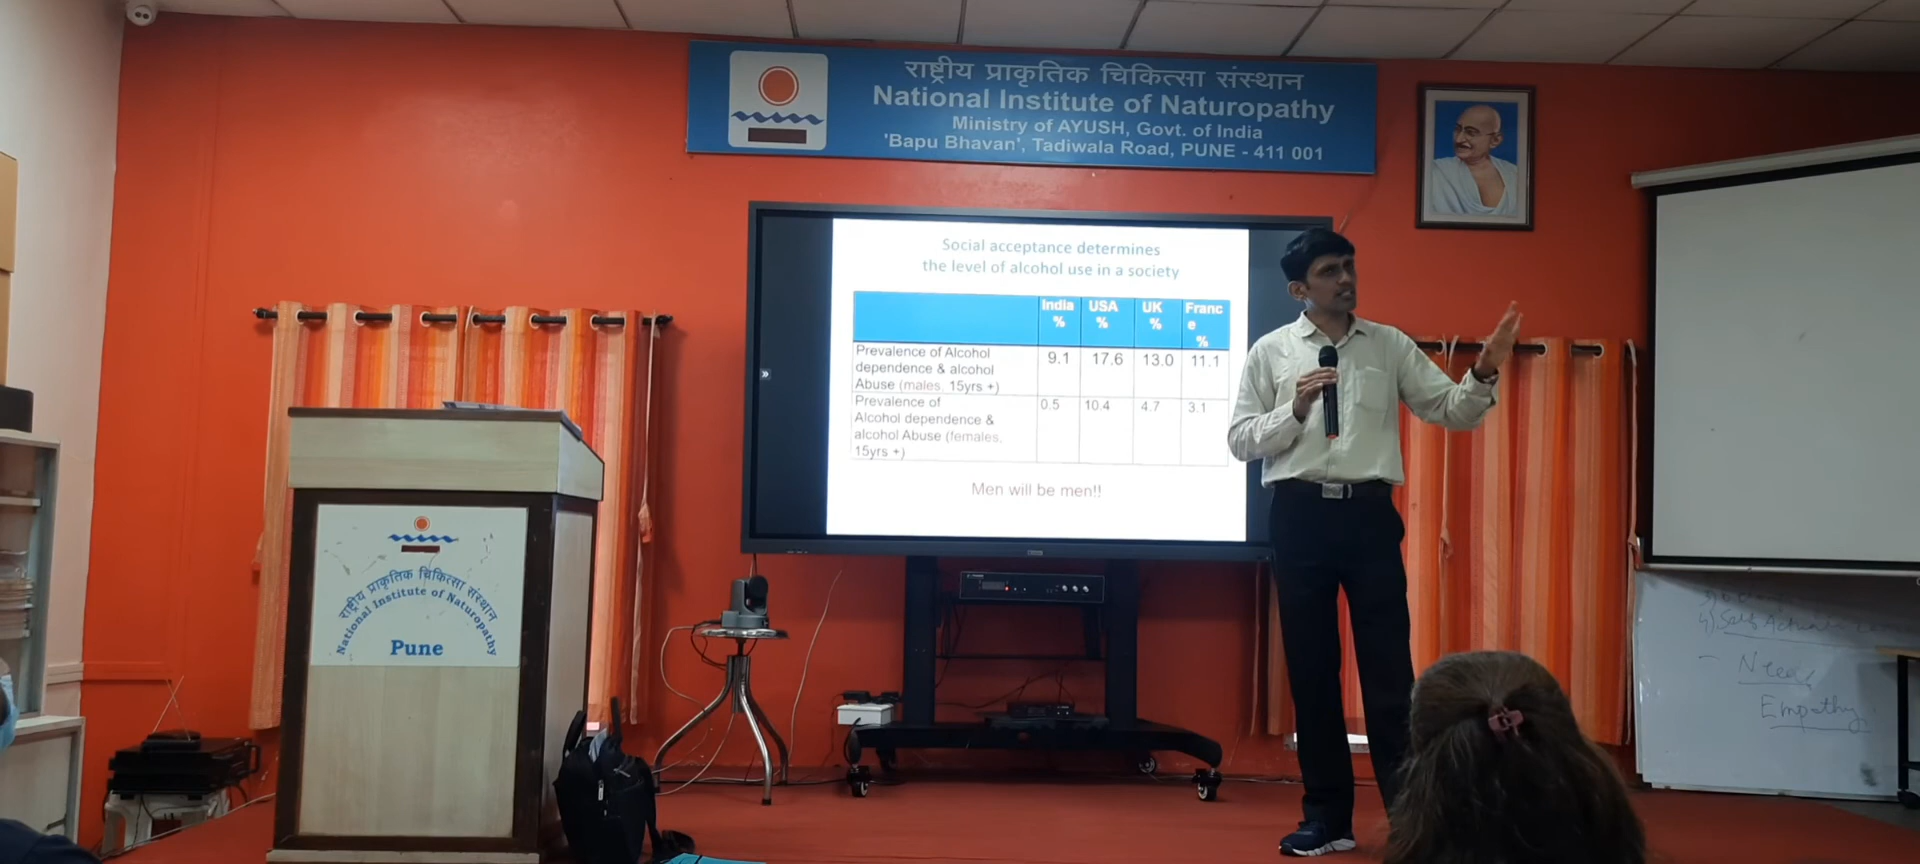 राष्ट्रीय प्राकृतिक चिकित्सा संस्थान
National Institute of Naturopathy
Ministry of AYUSH, Govt. of India
'Bapu Bhavan', Tadiwala Road, PUNE - 411 001
Social acceptance determines
the level of alcohol use in a society
India % USA % UK % Franc e %
Prevalence of Alcohol dependence & alcohol Abuse (males, 15yrs +) 9.1 17.6 13.0 11.1
Prevalence of Alcohol dependence & alcohol Abuse (females, 15yrs +) 0.5 10.4 4.7 3.1
Men will be men!!
राष्ट्रीय प्राकृतिक चिकित्सा संस्थान
National Institute of Naturopathy
Pune
Empathy